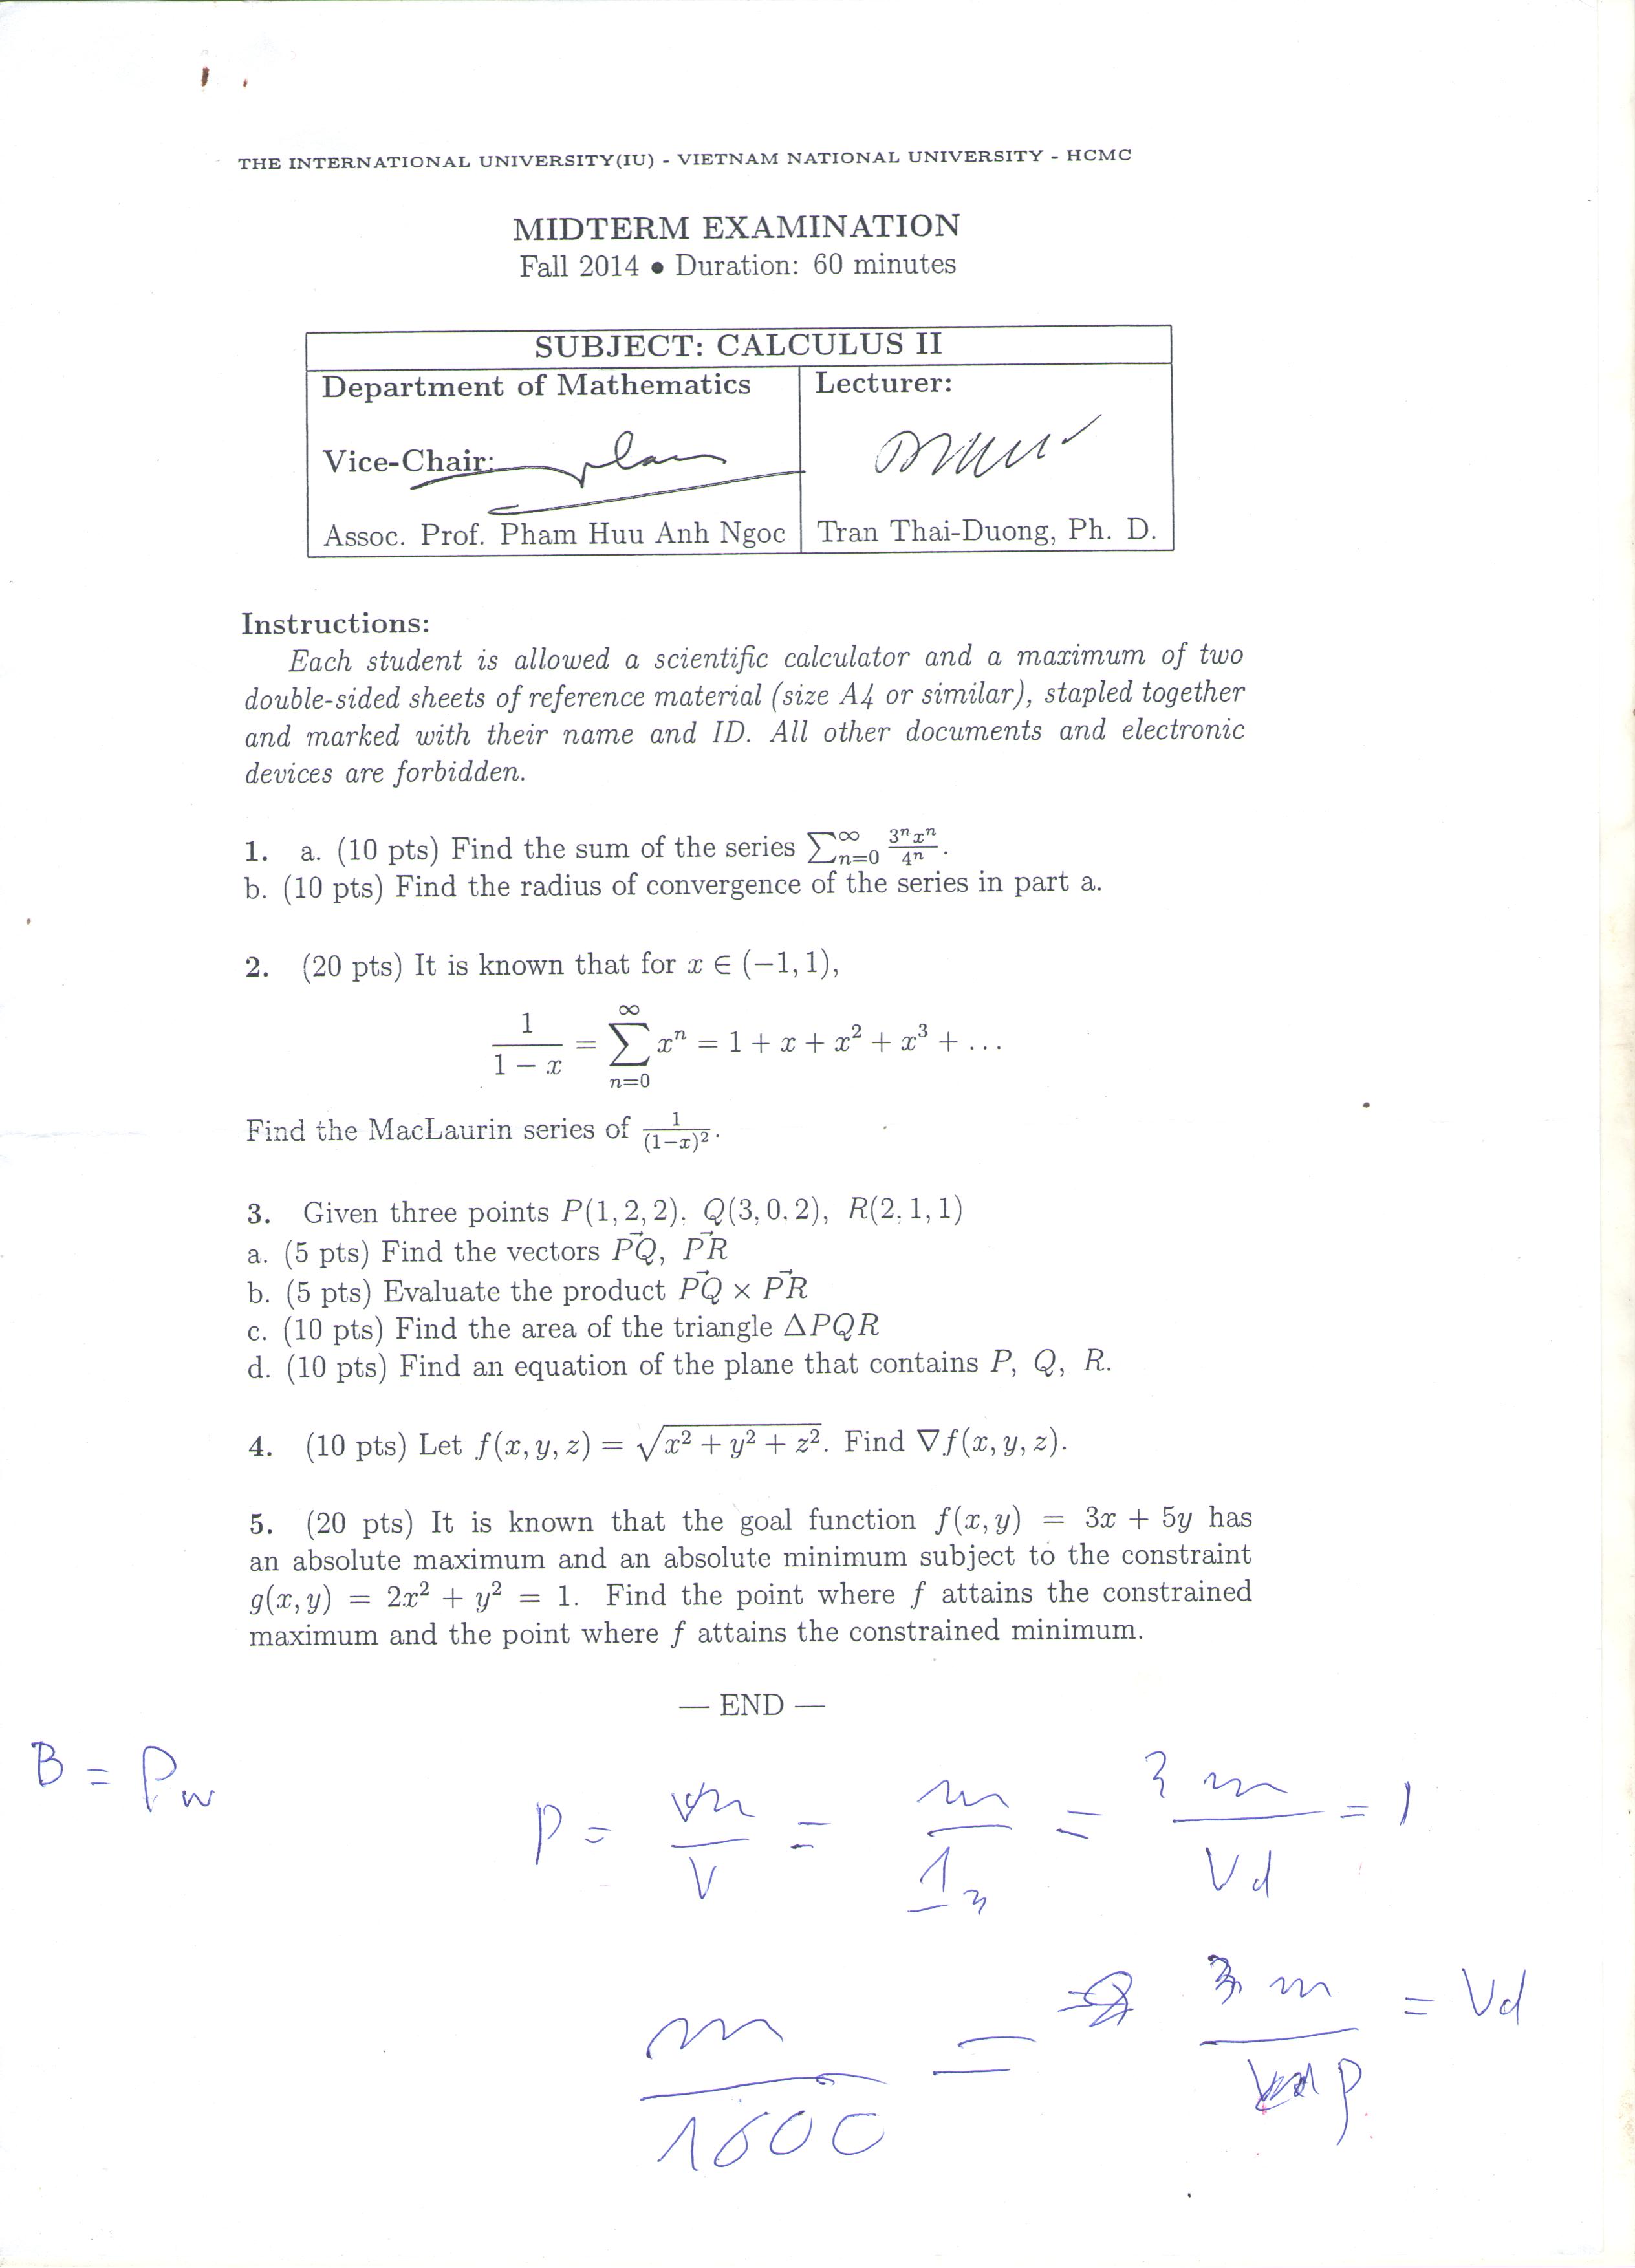 THE INTERNATIONAL UNIVERSITY(IU) - VIETNAM NATIONAL UNIVERSITY - HCMC
MIDTERM EXAMINATION
Fall 2014 • Duration: 60 minutes
SUBJECT: CALCULUS II
Department of Mathematics
Vice-Chair:
Assoc. Prof. Pham Huu Anh Ngoc
Lecturer:
Tran Thai-Duong, Ph. D.
Instructions:
Each student is allowed a scientific calculator and a maximum of two
double-sided sheets of reference material (size A4 or similar), stapled together
and marked with their name and ID. All other documents and electronic
devices are forbidden.
1. a. (10 pts) Find the sum of the series $\sum_{n=0}^{\infty} \frac{3^n x^n}{4^n}$.
b. (10 pts) Find the radius of convergence of the series in part a.
2. (20 pts) It is known that for $x \in (-1, 1)$,
$\frac{1}{1-x} = \sum_{n=0}^{\infty} x^n = 1 + x + x^2 + x^3 + \ldots$
Find the MacLaurin series of $\frac{1}{(1-x)^2}$.
3. Given three points P(1, 2, 2), Q(3, 0, 2), R(2, 1, 1)
a. (5 pts) Find the vectors $\vec{PQ}$, $\vec{PR}$
b. (5 pts) Evaluate the product $\vec{PQ} \times \vec{PR}$
c. (10 pts) Find the area of the triangle ΔPQR
d. (10 pts) Find an equation of the plane that contains P, Q, R.
4. (10 pts) Let $f(x, y, z) = \sqrt{x^2 + y^2 + z^2}$. Find $\nabla f(x, y, z)$.
5. (20 pts) It is known that the goal function $f(x, y) = 3x + 5y$ has
an absolute maximum and an absolute minimum subject to the constraint
$g(x, y) = 2x^2 + y^2 = 1$. Find the point where f attains the constrained
maximum and the point where f attains the constrained minimum.
— END —
B = Pw
$p = \frac{m}{V} = \frac{m}{1_3} = \frac{3m}{Vd} = 1$
$\frac{m}{1600} =$
$\frac{3m}{p} = Vd$